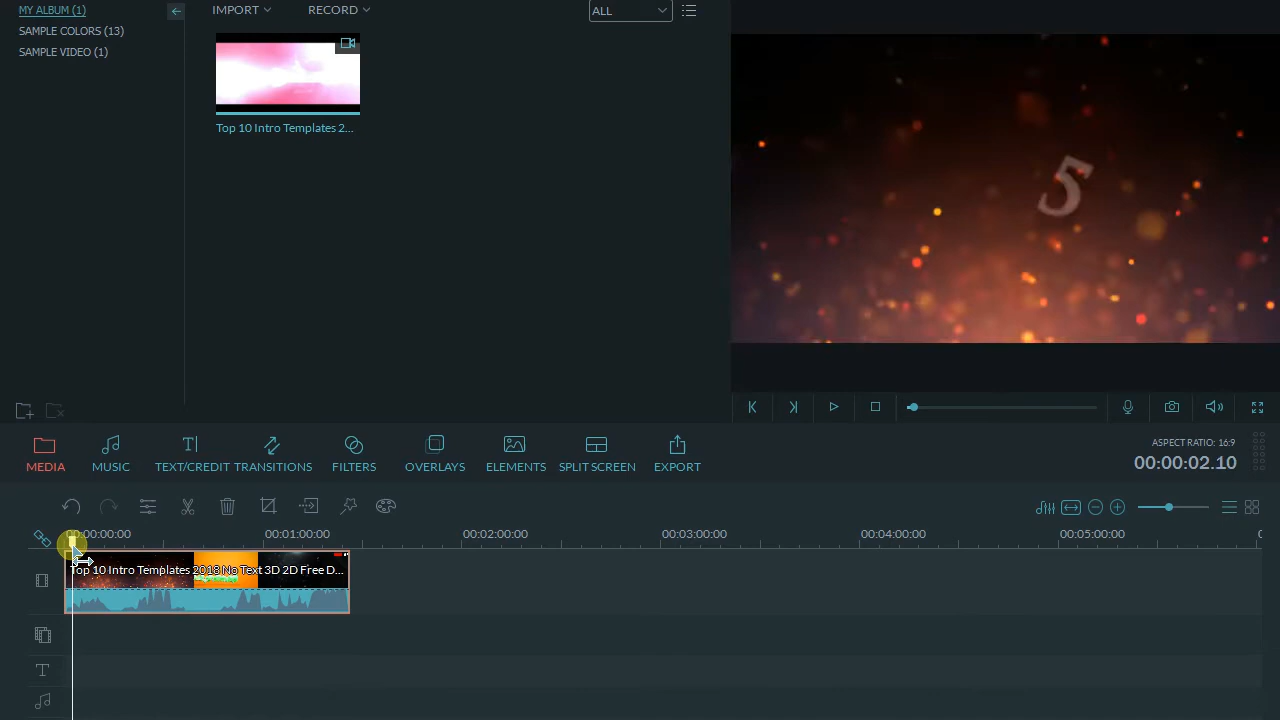 MY ALBUM (1)
SAMPLE COLORS (13)
SAMPLE VIDEO (1)
IMPORT
RECORD
ALL
Top 10 Intro Templates 2...
5
MEDIA
MUSIC
TEXT/CREDIT
TRANSITIONS
FILTERS
OVERLAYS
ELEMENTS
SPLIT SCREEN
EXPORT
ASPECT RATIO: 16:9
00:00:02.10
00:00:00:00
00:01:00:00
00:02:00:00
00:03:00:00
00:04:00:00
00:05:00:00
Top 10 Intro Templates 2018 No Text 3D 2D Free D...
T